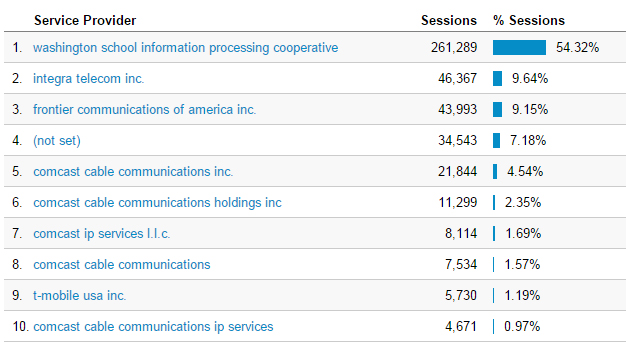 Service Provider Sessions % Sessions
1. washington school information processing cooperative 261,289 54.32%
2. integra telecom inc. 46,367 9.64%
3. frontier communications of america inc. 43,993 9.15%
4. (not set) 34,543 7.18%
5. comcast cable communications inc. 21,844 4.54%
6. comcast cable communications holdings inc 11,299 2.35%
7. comcast ip services l.l.c. 8,114 1.69%
8. comcast cable communications 7,534 1.57%
9. t-mobile usa inc. 5,730 1.19%
10. comcast cable communications ip services 4,671 0.97%